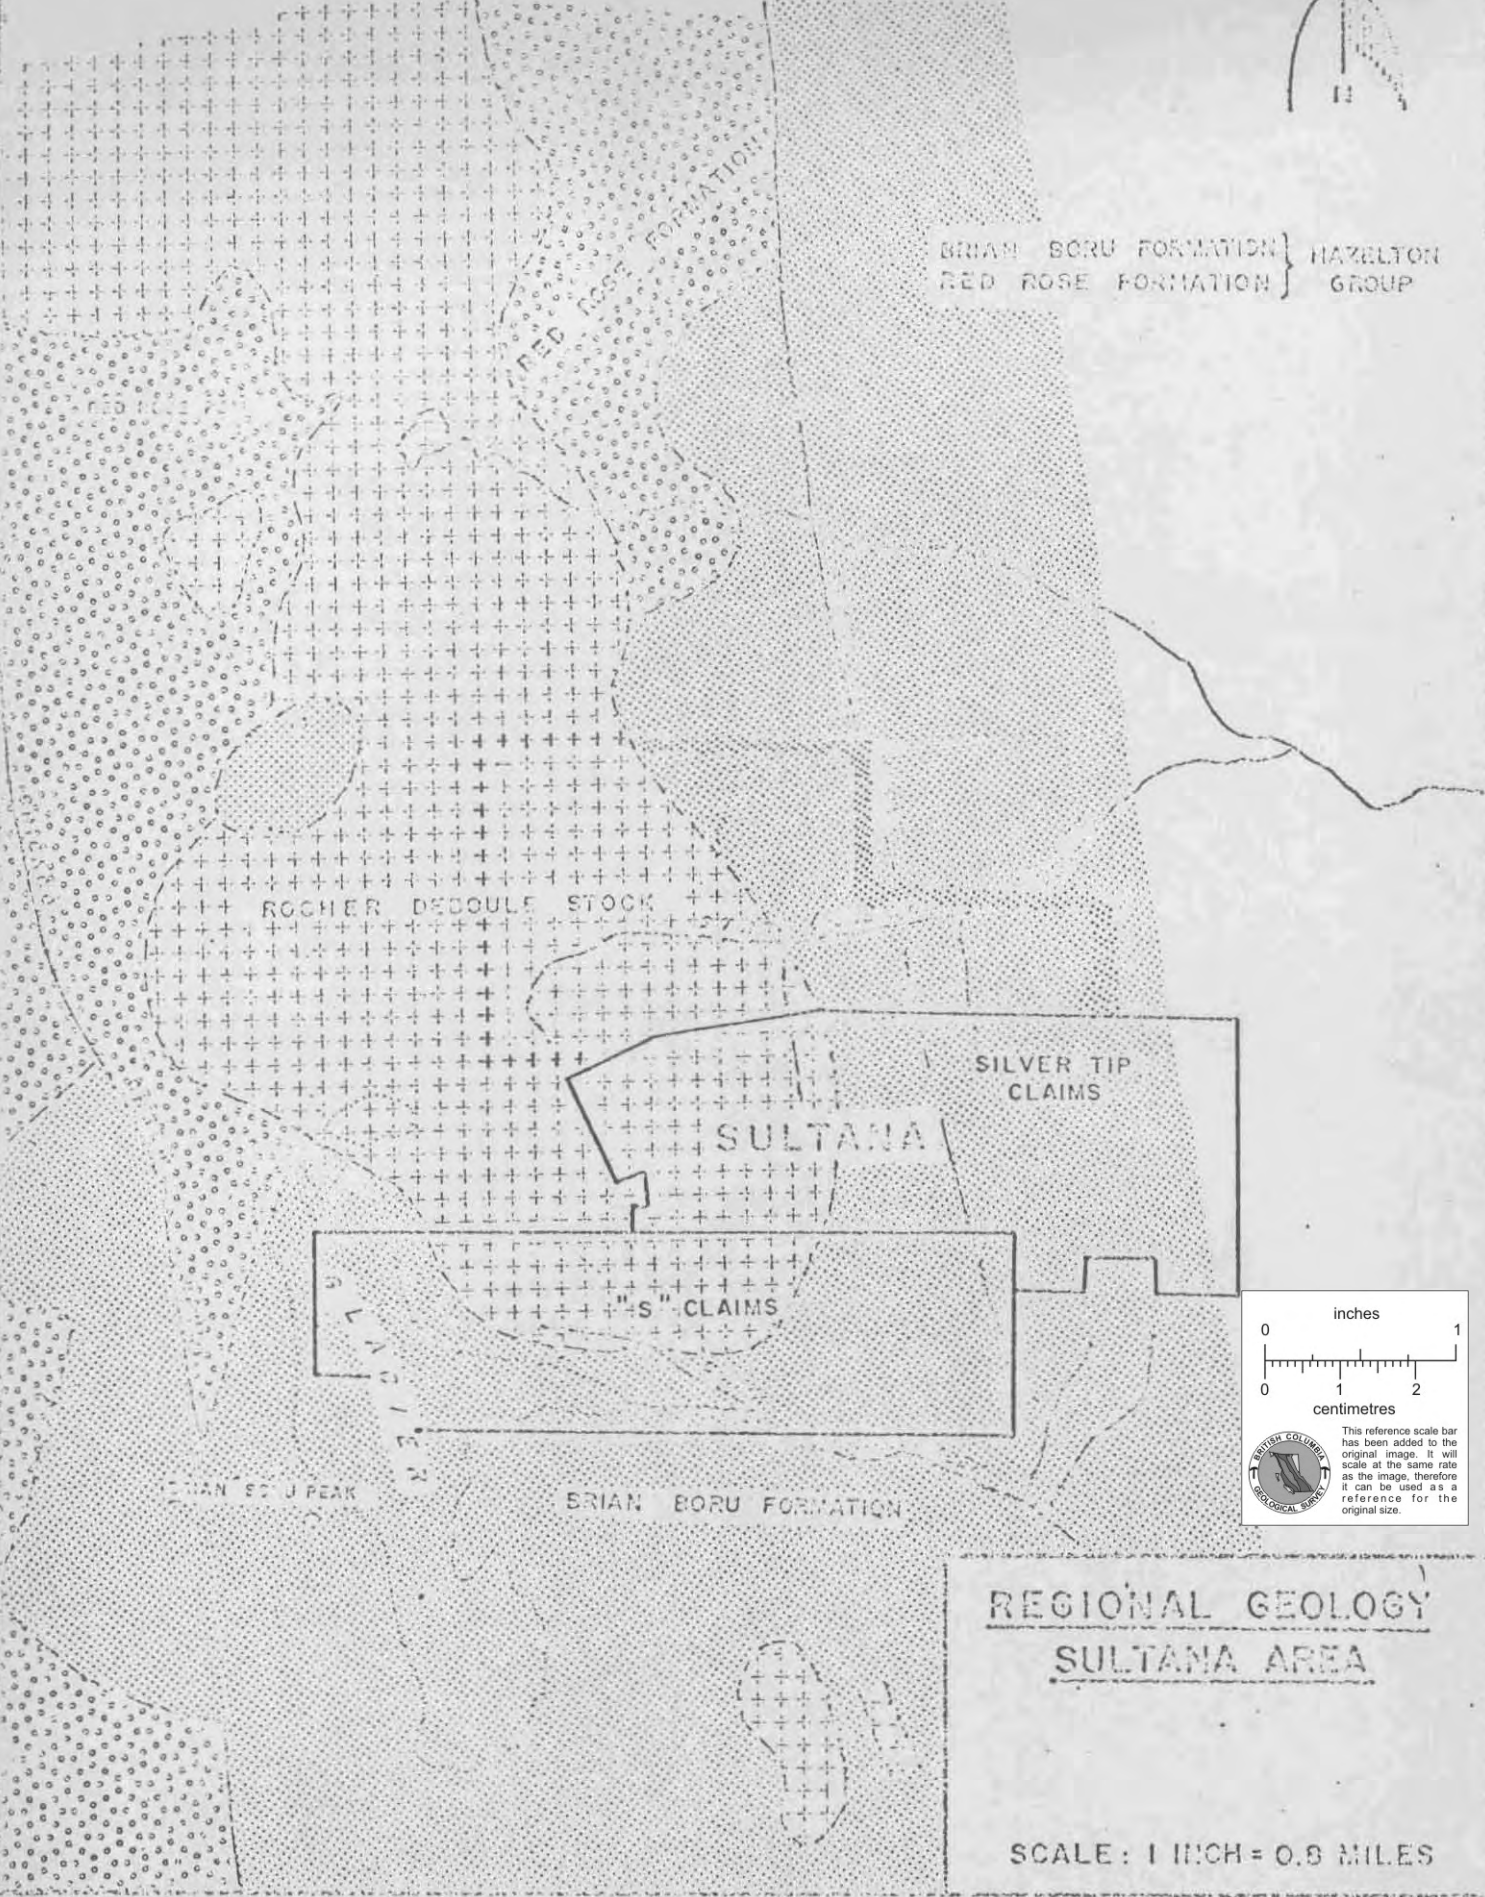 N
RED ROSE FORMATION
BRIAN BORU FORMATION } HAZELTON
RED ROSE FORMATION } GROUP
ROCHER DEBOULE STOCK
SILVER TIP
CLAIMS
SULTANA
"S" CLAIMS
GLACIER
PEAK
BRIAN BORU FORMATION
inches
0 1
0 1 2
centimetres
BRITISH COLUMBIA
GEOLOGICAL SURVEY
This reference scale bar
has been added to the
original image. It will
scale at the same rate
as the image, therefore
it can be used as a
reference for the
original size.
REGIONAL GEOLOGY
SULTANA AREA
SCALE: 1 INCH = 0.8 MILES